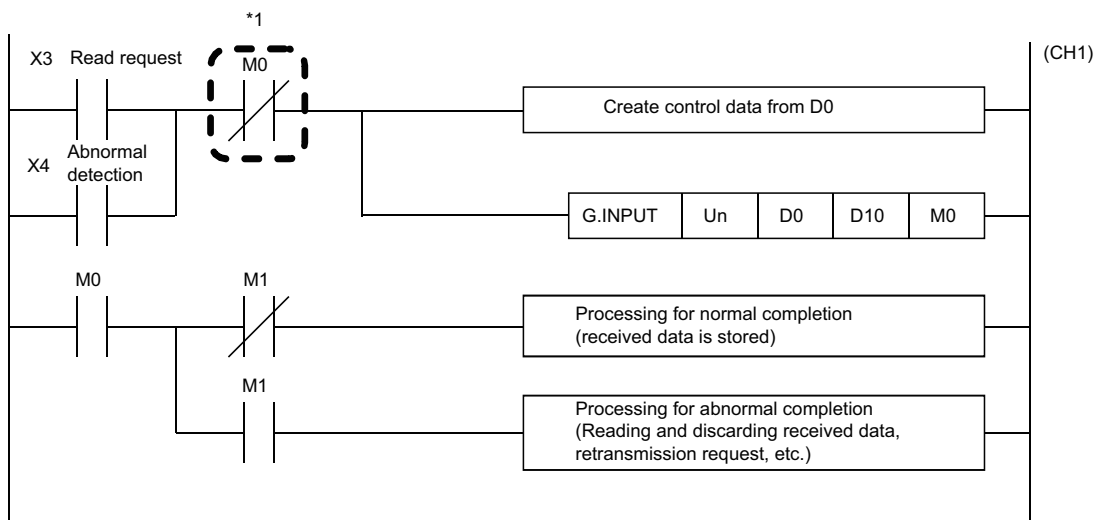 *1
X3 Read request
M0
(CH1)
Create control data from D0
X4
Abnormal
detection
G.INPUT Un D0 D10 M0
M0
M1
Processing for normal completion
(received data is stored)
M1
Processing for abnormal completion
(Reading and discarding received data,
retransmission request, etc.)